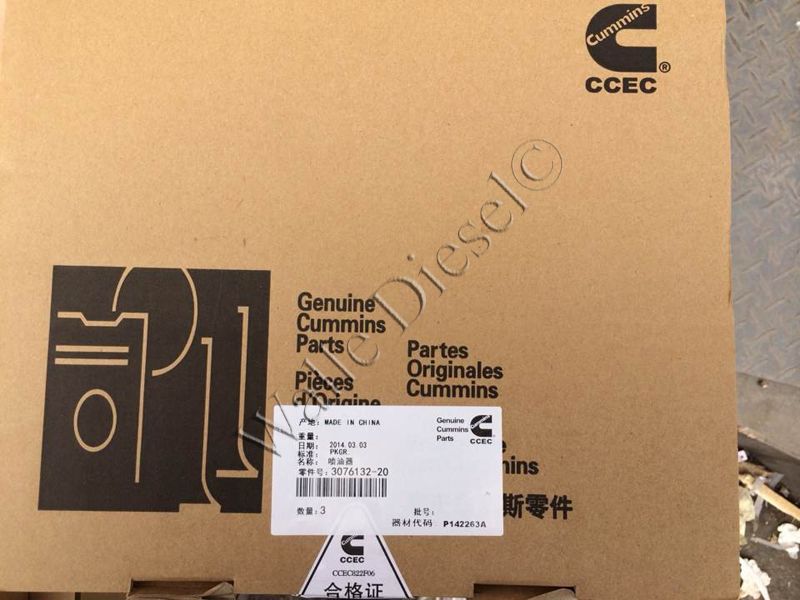 Cummins
CCEC
®
Walle Diesel©
Genuine
Cummins
Parts
Pièces
d'Origine
Partes
Originales
Cummins
产地: MADE IN CHINA
重量:
日期: 2014.03.03
标准: PKGR.
名称: 喷油器
零件号: 3076132-20
数量: 3
批号:
器材代码: P142263A
Genuine
Cummins
Parts
CCEC
斯零件
CCEC
CCEC822F06
合格证